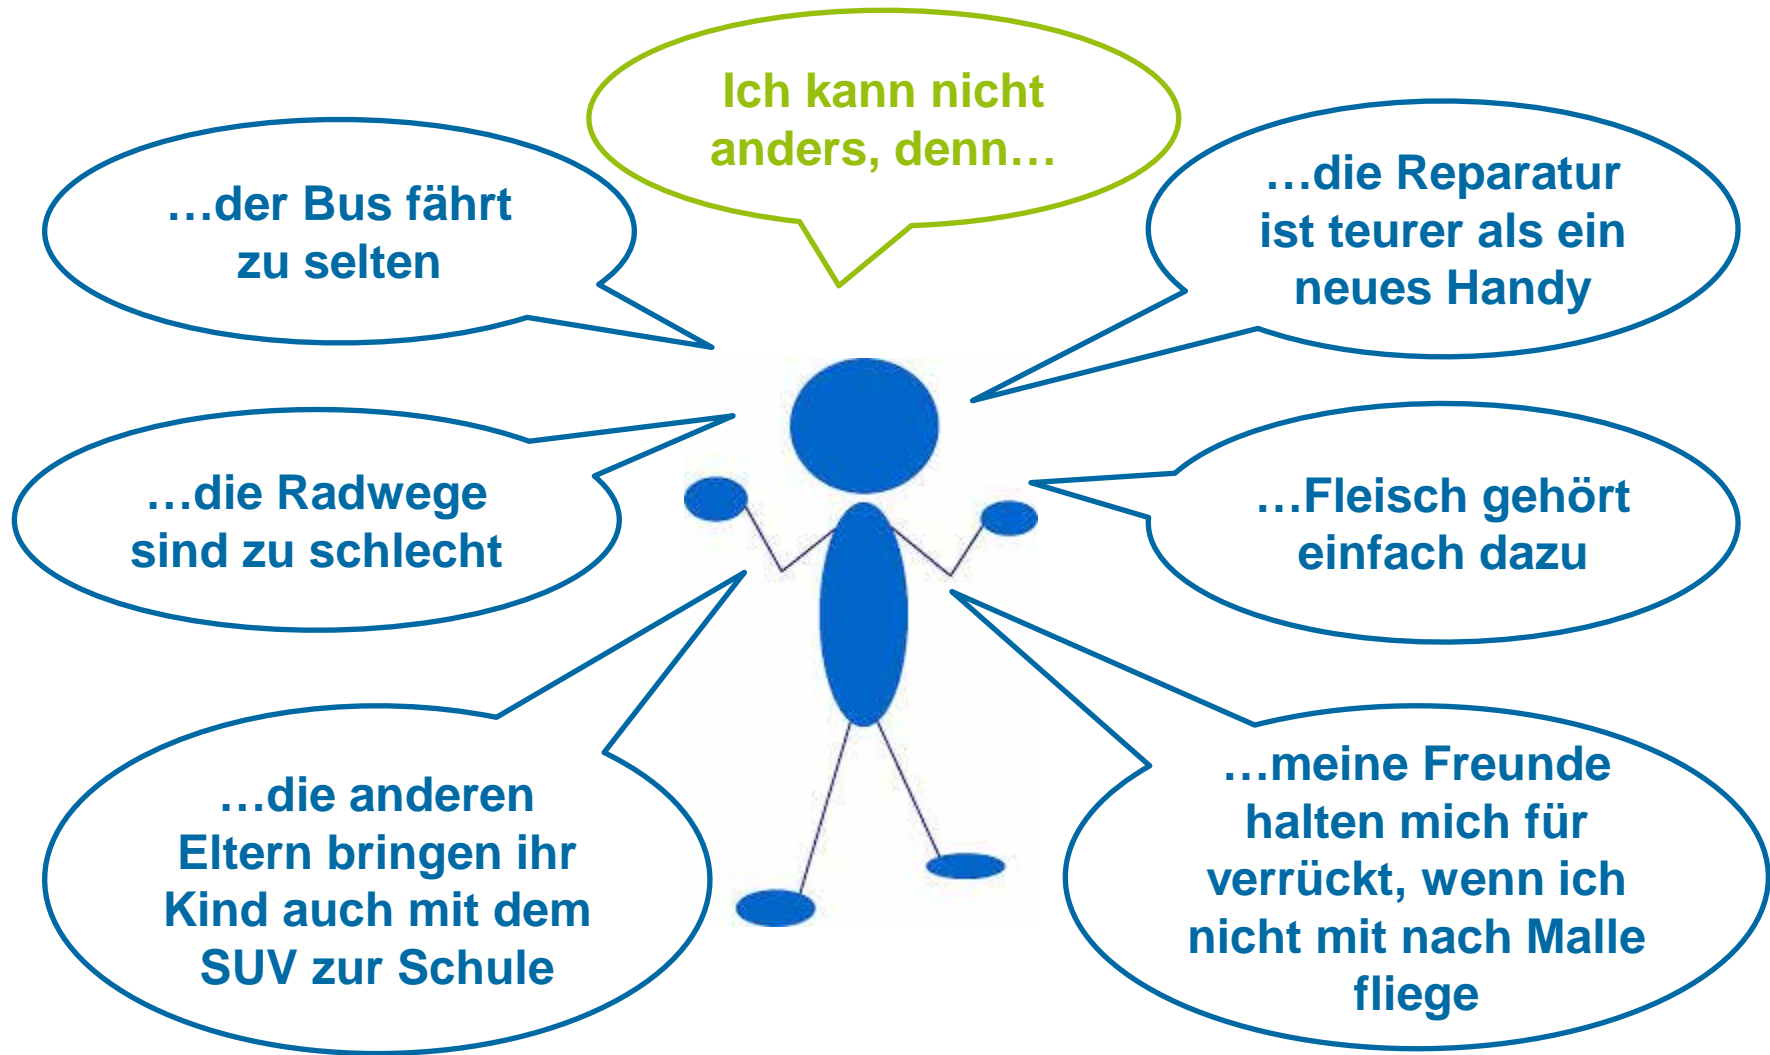 Ich kann nicht
anders, denn…
…der Bus fährt
zu selten
…die Reparatur
ist teurer als ein
neues Handy
…die Radwege
sind zu schlecht
…Fleisch gehört
einfach dazu
…die anderen
Eltern bringen ihr
Kind auch mit dem
SUV zur Schule
…meine Freunde
halten mich für
verrückt, wenn ich
nicht mit nach Malle
fliege